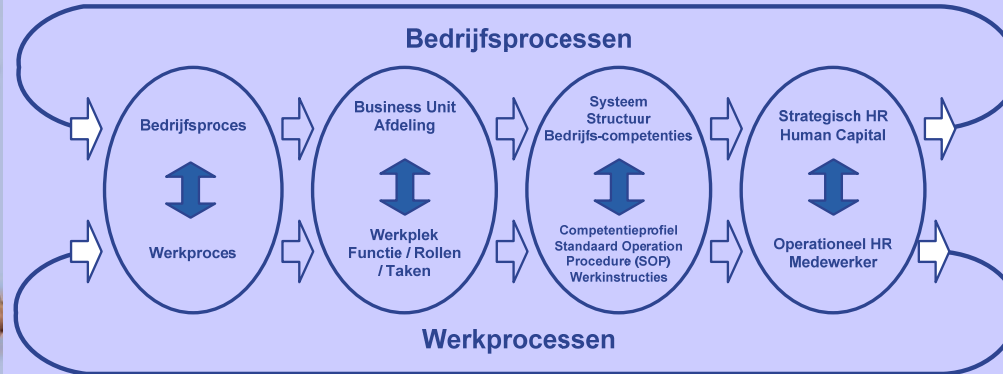 Bedrijfsprocessen
Bedrijfsproces
Werkproces
Business Unit
Afdeling
Werkplek
Functie / Rollen
/ Taken
Systeem
Structuur
Bedrijfs-competenties
Competentieprofiel
Standaard Operation
Procedure (SOP)
Werkinstructies
Strategisch HR
Human Capital
Operationeel HR
Medewerker
Werkprocessen